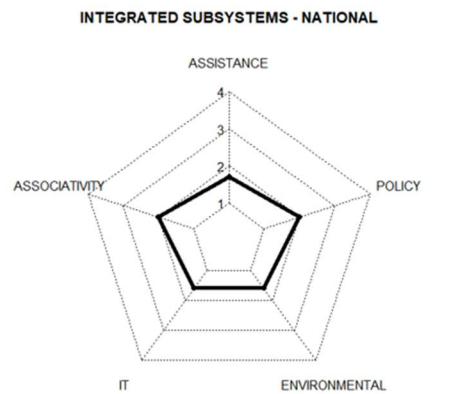 INTEGRATED SUBSYSTEMS - NATIONAL
ASSISTANCE
4
3
ASSOCIATIVITY
2
POLICY
1
IT
ENVIRONMENTAL